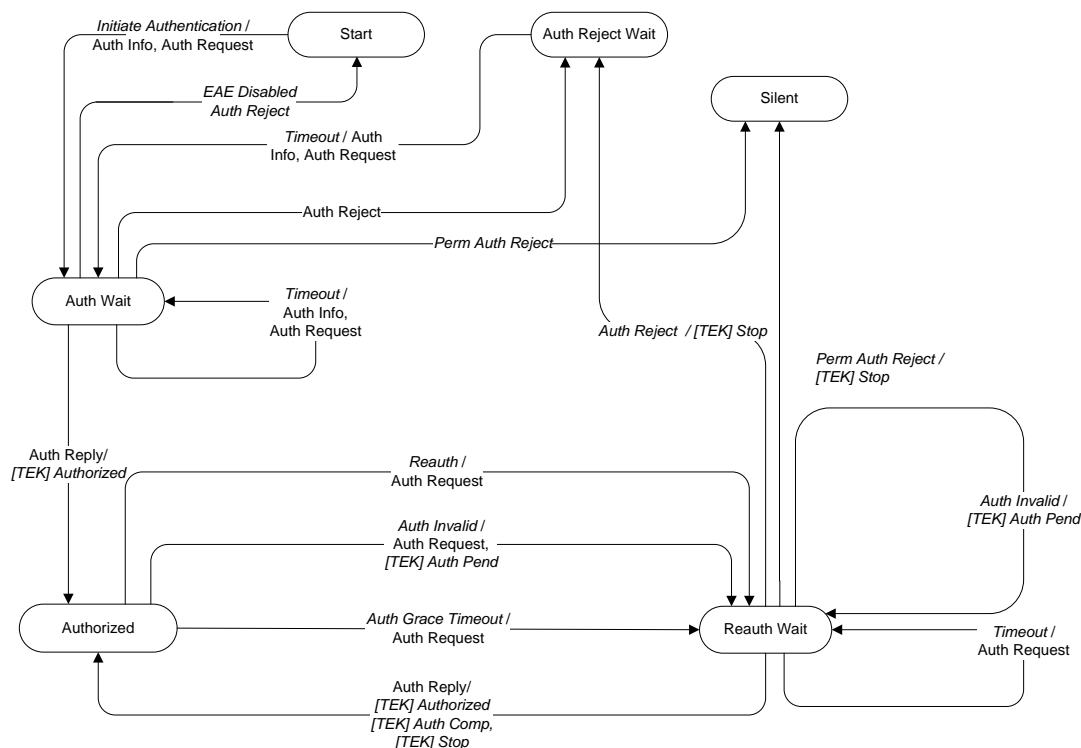 Initiate Authentication /
Auth Info, Auth Request
Start
Auth Reject Wait
EAE Disabled
Auth Reject
Silent
Timeout / Auth
Info, Auth Request
Auth Reject
Perm Auth Reject
Auth Wait
Timeout /
Auth Info,
Auth Request
Auth Reject / [TEK] Stop
Perm Auth Reject /
[TEK] Stop
Auth Reply/
[TEK] Authorized
Reauth /
Auth Request
Auth Invalid /
[TEK] Auth Pend
Auth Invalid /
Auth Request,
[TEK] Auth Pend
Authorized
Auth Grace Timeout /
Auth Request
Reauth Wait
Timeout /
Auth Request
Auth Reply/
[TEK] Authorized
[TEK] Auth Comp,
[TEK] Stop